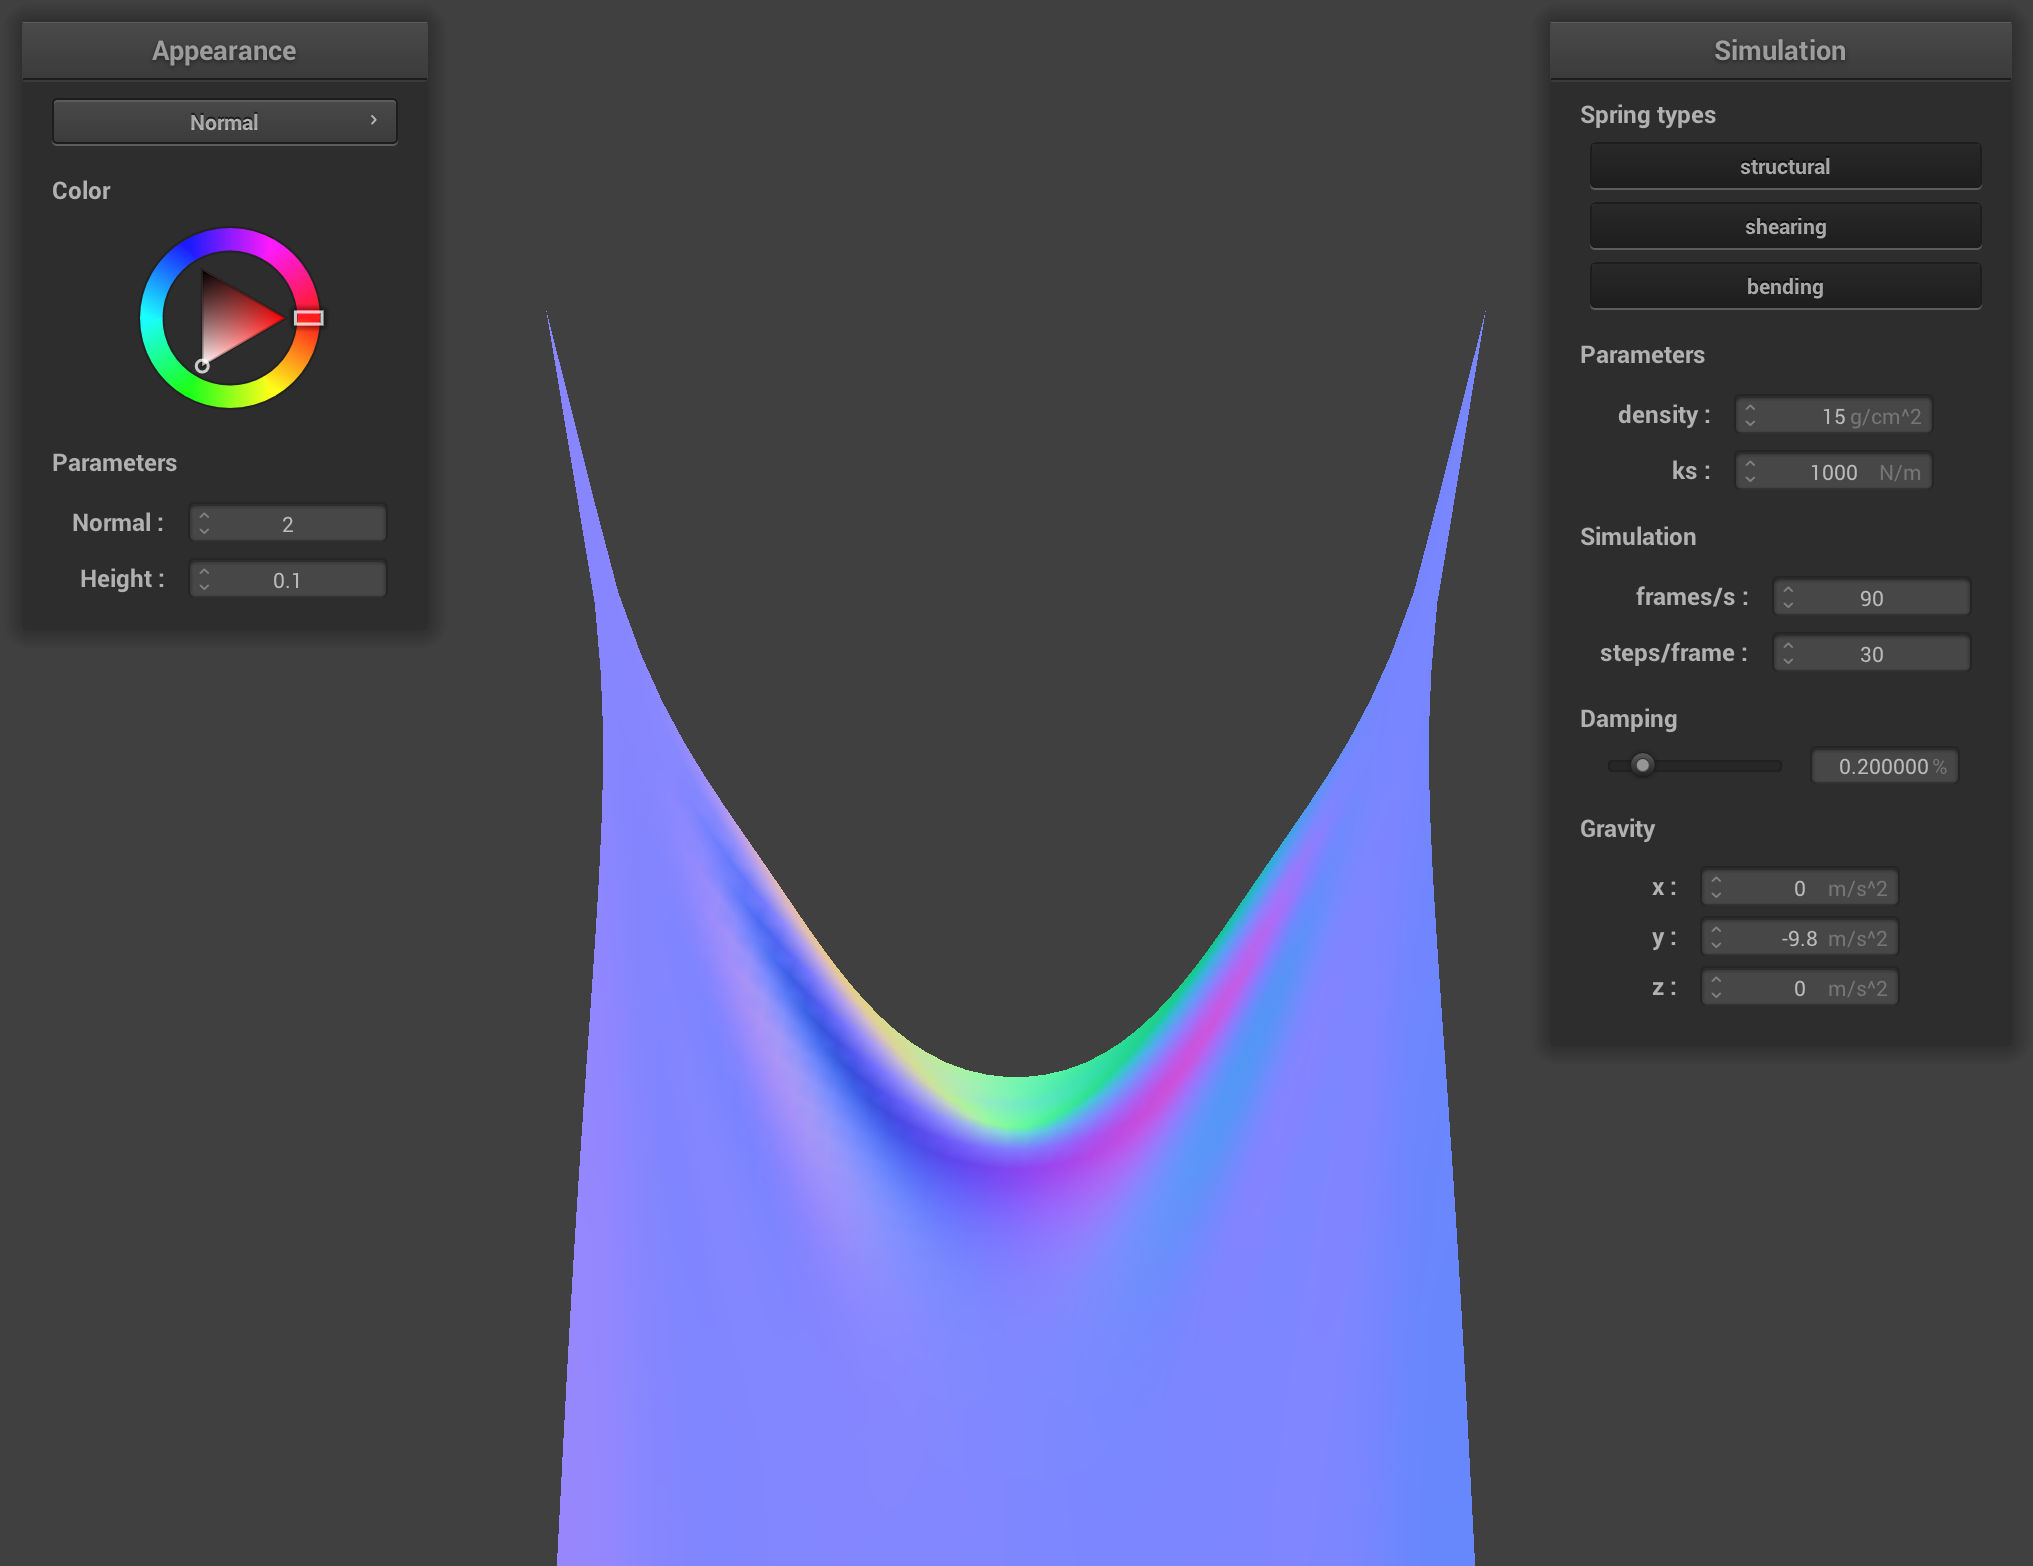 Appearance
Normal
Color
Parameters
Normal : 2
Height : 0.1
Simulation
Spring types
structural
shearing
bending
Parameters
density : 15 g/cm^2
ks : 1000 N/m
Simulation
frames/s : 90
steps/frame : 30
Damping
0.200000 %
Gravity
x : 0 m/s^2
y : -9.8 m/s^2
z : 0 m/s^2